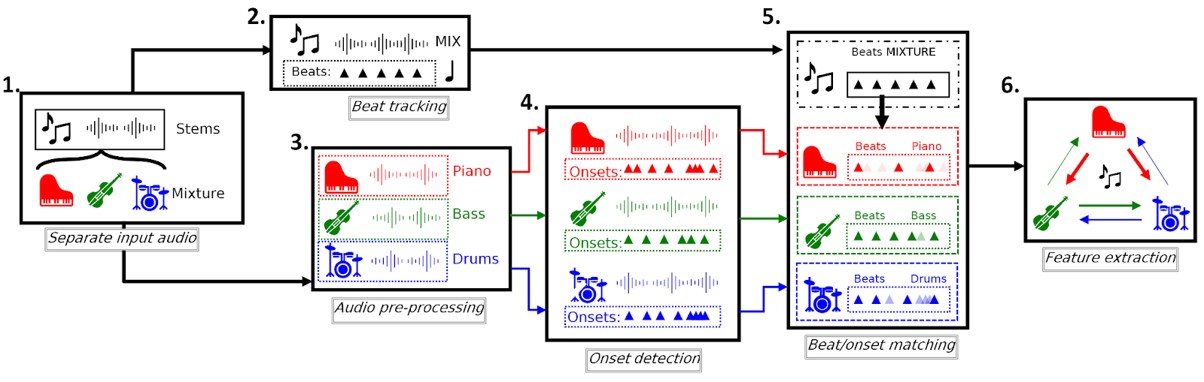 1.
Stems
Mixture
Separate input audio
2.
MIX
Beats:
Beat tracking
3.
Piano
Bass
Drums
Audio pre-processing
4.
Onsets:
Onsets:
Onsets:
Onset detection
5.
Beats MIXTURE
Beats Piano
Beats Bass
Beats Drums
Beat/onset matching
6.
Feature extraction